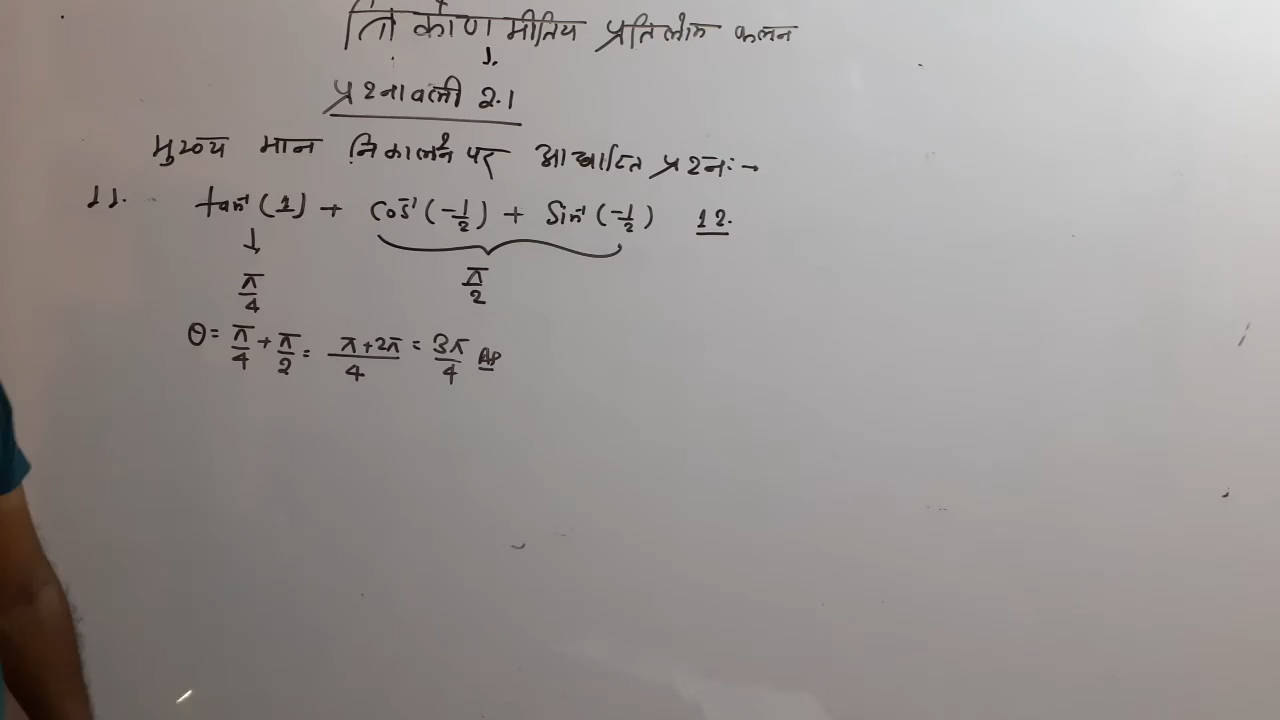 त्रिकोणमीतिय प्रतिलोम फलन
प्रश्नावली 2.1
मुख्य मान निकालने पर आधारित प्रश्न:→
11. tan⁻¹(1) + cos⁻¹(-1/2) + sin⁻¹(-1/2) 12.
↓
π/4 π/2
θ = π/4 + π/2 = π+2π/4 = 3π/4 Ans